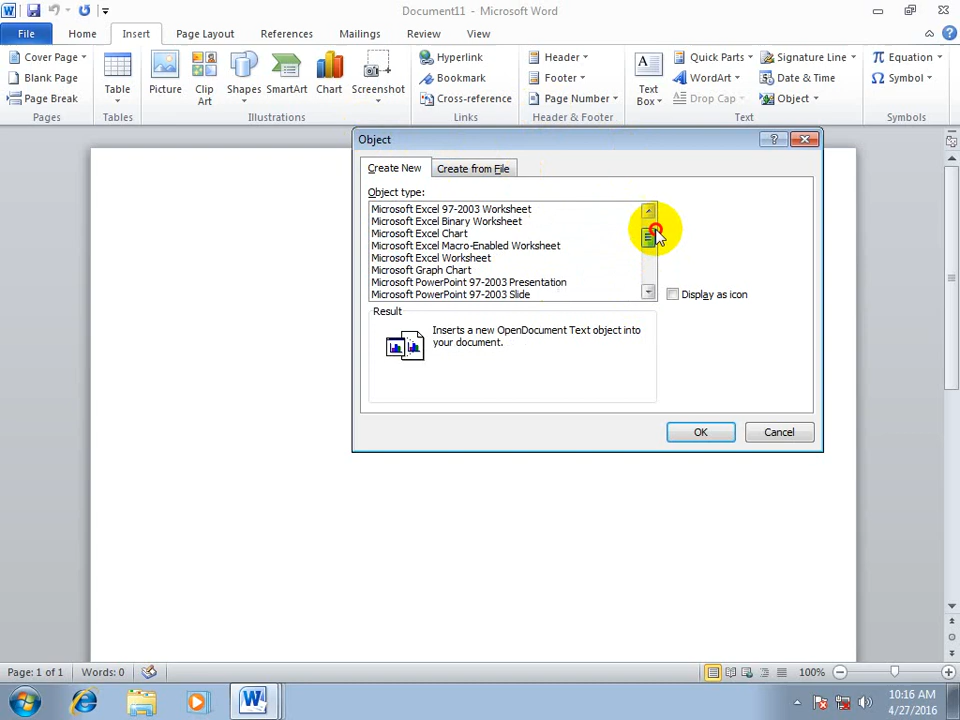 Document11 - Microsoft Word
File Home Insert Page Layout References Mailings Review View
Cover Page
Blank Page
Page Break
Pages
Table
Tables
Picture
Clip Art
Shapes
SmartArt
Chart
Screenshot
Illustrations
Hyperlink
Bookmark
Cross-reference
Links
Header
Footer
Page Number
Header & Footer
Text Box
Quick Parts
WordArt
Drop Cap
Signature Line
Date & Time
Object
Text
Equation
Symbol
Symbols
Object
Create New Create from File
Object type:
Microsoft Excel 97-2003 Worksheet
Microsoft Excel Binary Worksheet
Microsoft Excel Chart
Microsoft Excel Macro-Enabled Worksheet
Microsoft Excel Worksheet
Microsoft Graph Chart
Microsoft PowerPoint 97-2003 Presentation
Microsoft PowerPoint 97-2003 Slide
Display as icon
Result
Inserts a new OpenDocument Text object into
your document.
OK Cancel
Page: 1 of 1 Words: 0 100%
10:16 AM
4/27/2016